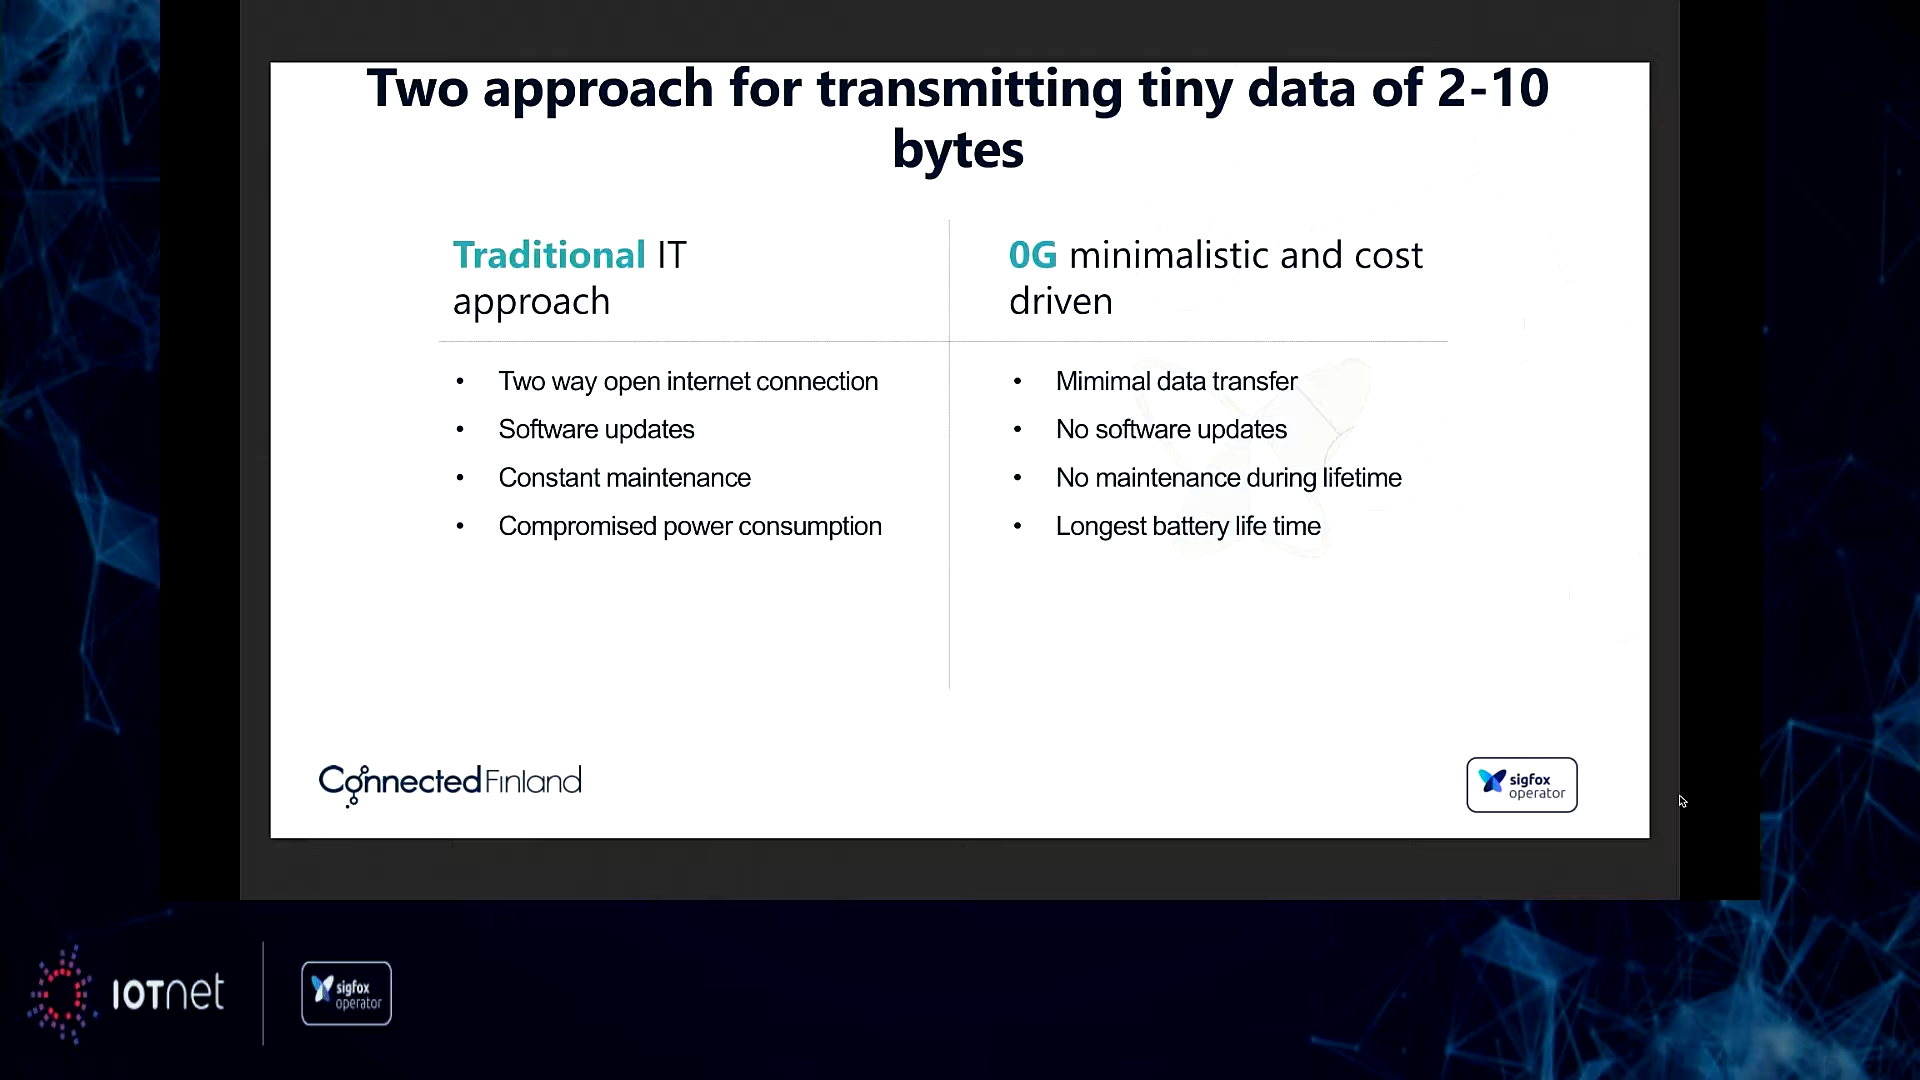 Two approach for transmitting tiny data of 2-10
bytes
Traditional IT
approach
• Two way open internet connection
• Software updates
• Constant maintenance
• Compromised power consumption
0G minimalistic and cost
driven
• Mimimal data transfer
• No software updates
• No maintenance during lifetime
• Longest battery life time
Connected Finland
sigfox
operator
IOTnet
sigfox
operator